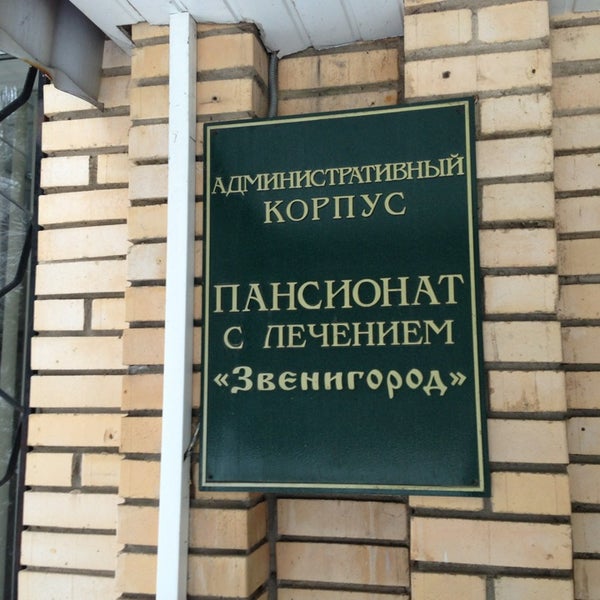 АДМИНИСТРАТИВНЫЙ
КОРПУС
ПАНСИОНАТ
С ЛЕЧЕНИЕМ
«Звенигород»